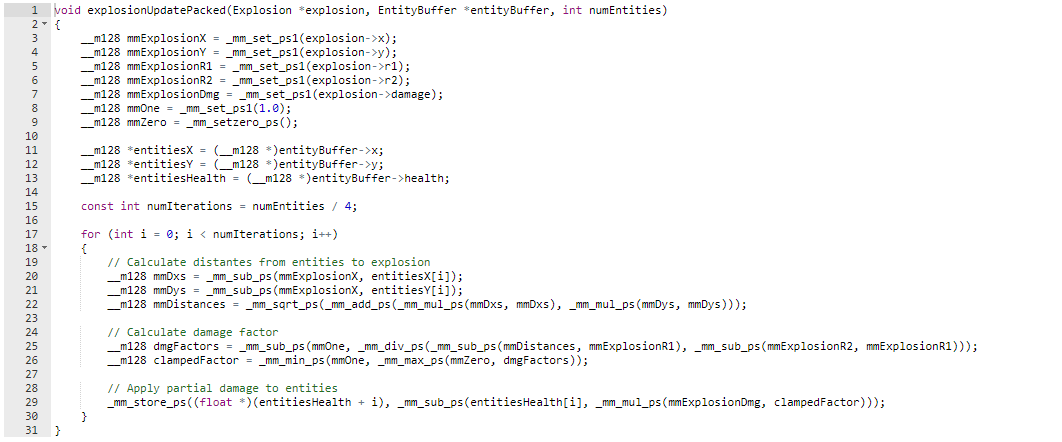 1 void explosionUpdatePacked(Explosion *explosion, EntityBuffer *entityBuffer, int numEntities)
2 {
3     __m128 mmExplosionX = _mm_set_ps1(explosion->x);
4     __m128 mmExplosionY = _mm_set_ps1(explosion->y);
5     __m128 mmExplosionR1 = _mm_set_ps1(explosion->r1);
6     __m128 mmExplosionR2 = _mm_set_ps1(explosion->r2);
7     __m128 mmExplosionDmg = _mm_set_ps1(explosion->damage);
8     __m128 mmOne = _mm_set_ps1(1.0);
9     __m128 mmZero = _mm_setzero_ps();
10
11     __m128 *entitiesX = (__m128 *)entityBuffer->x;
12     __m128 *entitiesY = (__m128 *)entityBuffer->y;
13     __m128 *entitiesHealth = (__m128 *)entityBuffer->health;
14
15     const int numIterations = numEntities / 4;
16
17     for (int i = 0; i < numIterations; i++)
18     {
19         // Calculate distantes from entities to explosion
20         __m128 mmDxs = _mm_sub_ps(mmExplosionX, entitiesX[i]);
21         __m128 mmDys = _mm_sub_ps(mmExplosionX, entitiesY[i]);
22         __m128 mmDistances = _mm_sqrt_ps(_mm_add_ps(_mm_mul_ps(mmDxs, mmDxs), _mm_mul_ps(mmDys, mmDys)));
23
24         // Calculate damage factor
25         __m128 dmgFactors = _mm_sub_ps(mmOne, _mm_div_ps(_mm_sub_ps(mmDistances, mmExplosionR1), _mm_sub_ps(mmExplosionR2, mmExplosionR1)));
26         __m128 clampedFactor = _mm_min_ps(mmOne, _mm_max_ps(mmZero, dmgFactors));
27
28         // Apply partial damage to entities
29         _mm_store_ps((float *)(entitiesHealth + i), _mm_sub_ps(entitiesHealth[i], _mm_mul_ps(mmExplosionDmg, clampedFactor)));
30     }
31 }